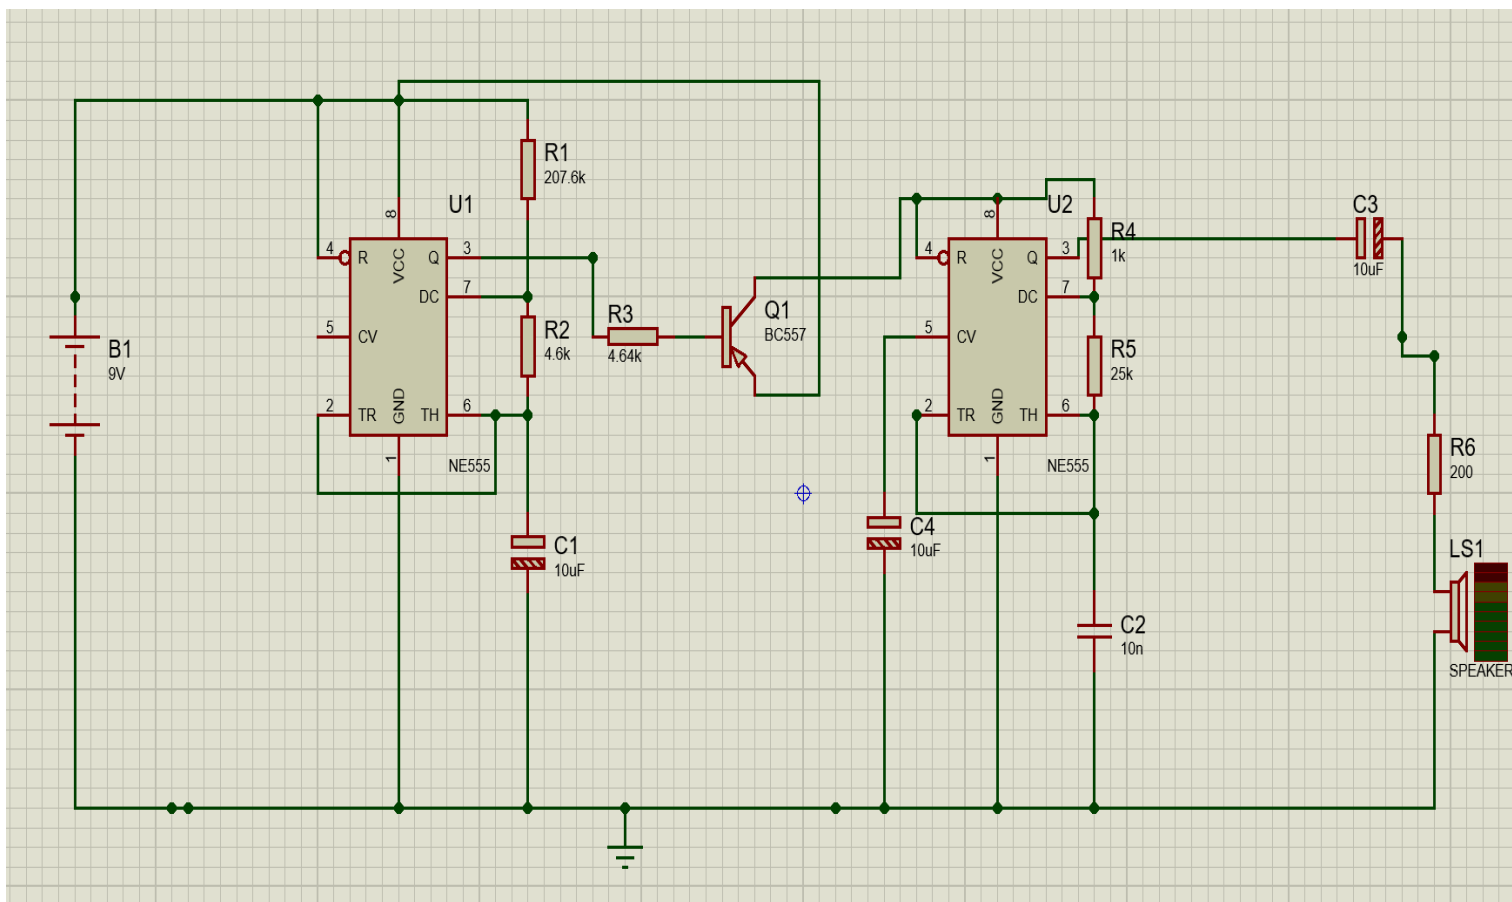 B1
9V
U1
8
4
R
VCC
Q
3
DC
7
5
CV
2
TR
GND
TH
6
1
NE555
R1
207.6k
R2
4.6k
C1
10uF
R3
4.64k
Q1
BC557
U2
8
4
R
VCC
Q
3
DC
7
5
CV
2
TR
GND
TH
6
1
NE555
R4
1k
R5
25k
C4
10uF
C2
10n
C3
10uF
R6
200
LS1
SPEAKER